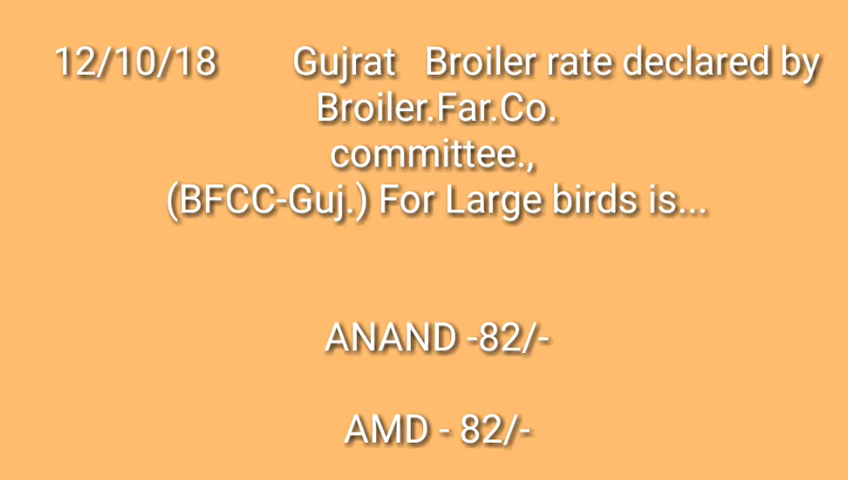 12/10/18 Gujrat Broiler rate declared by
Broiler.Far.Co.
committee.,
(BFCC-Guj.) For Large birds is...
ANAND -82/-
AMD - 82/-